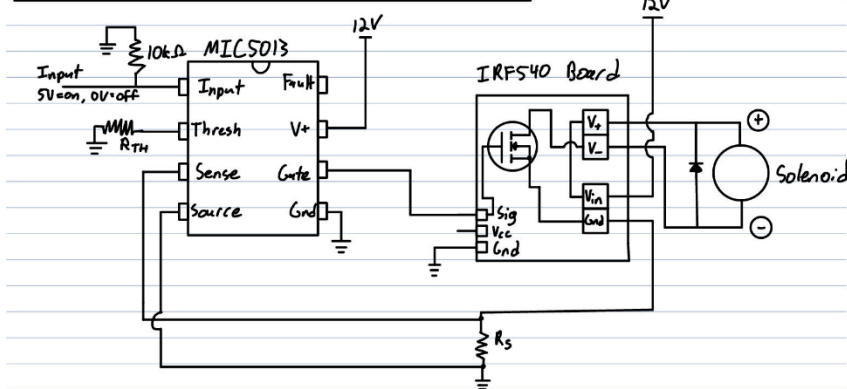 12V
12V
10kΩ
MIC5013
Input
5V=on, 0V=off
Input
Fault
IRF540 Board
Thresh
V+
V+
V-
RTH
Sense
Gate
Solenoid
Vin
Source
Gnd
Sig
Gnd
Vcc
Gnd
+
-
Rs